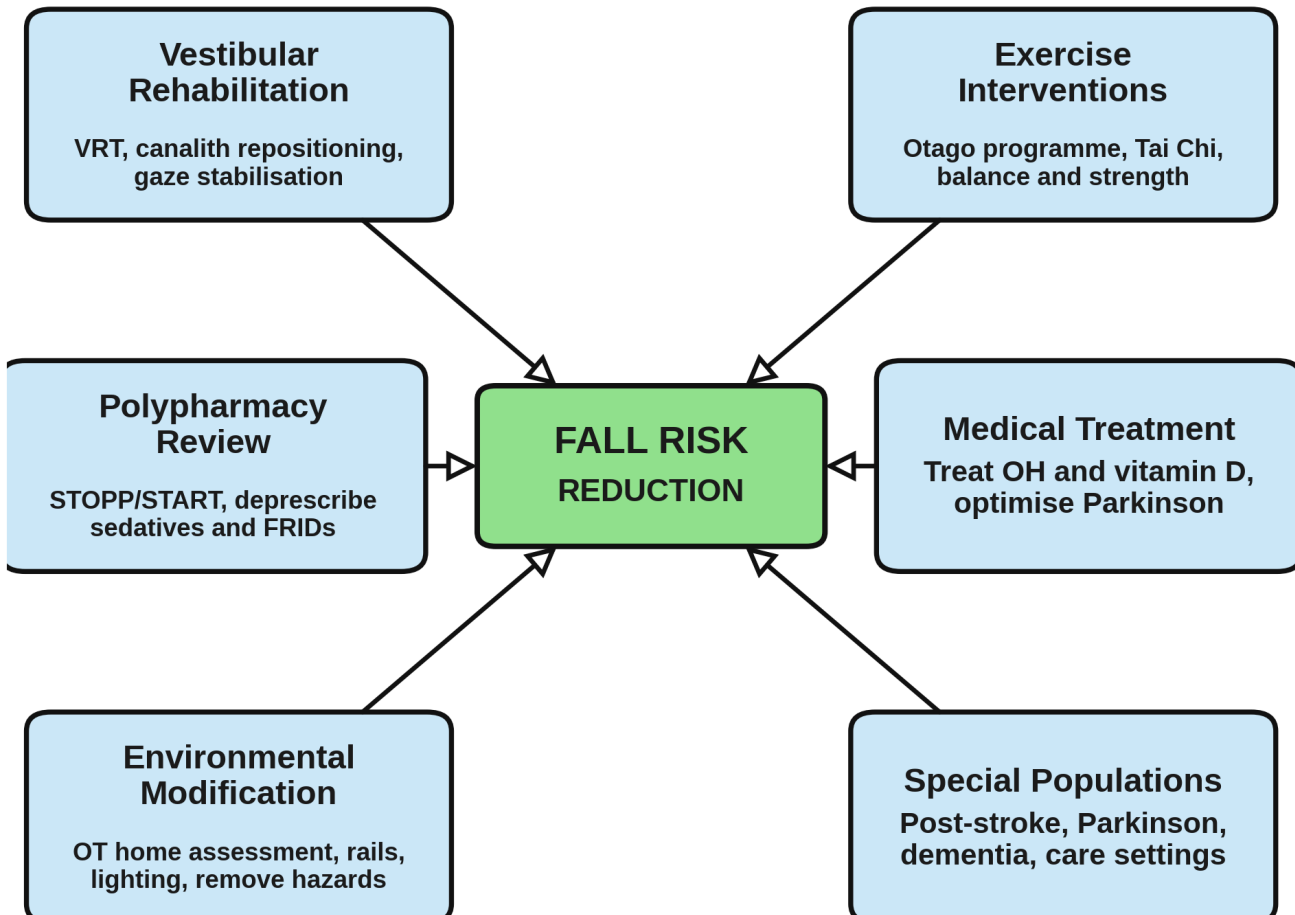 Vestibular
Rehabilitation
VRT, canalith repositioning,
gaze stabilisation
Exercise
Interventions
Otago programme, Tai Chi,
balance and strength
Polypharmacy
Review
STOPP/START, deprescribe
sedatives and FRIDs
FALL RISK
REDUCTION
Medical Treatment
Treat OH and vitamin D,
optimise Parkinson
Environmental
Modification
OT home assessment, rails,
lighting, remove hazards
Special Populations
Post-stroke, Parkinson,
dementia, care settings